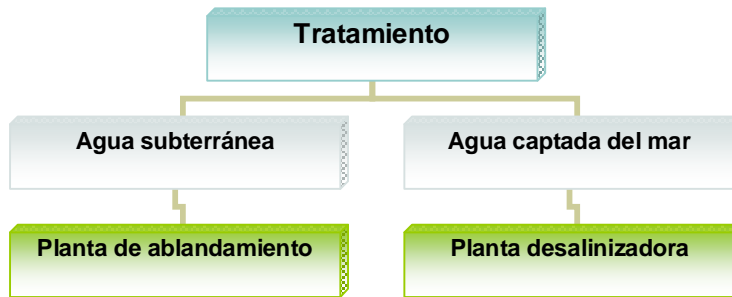 Tratamiento
Agua subterránea
Agua captada del mar
Planta de ablandamiento
Planta desalinizadora